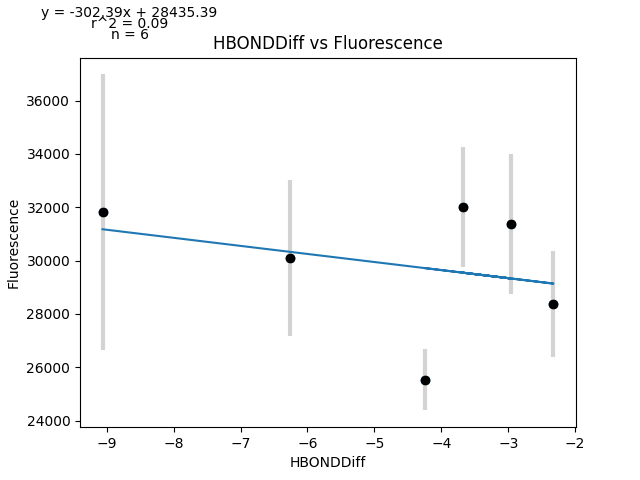 y = -302.39x + 28435.39
r^2 = 0.09
n = 6
HBONDDiff vs Fluorescence
36000
34000
32000
30000
28000
26000
24000
Fluorescence
−9 −8 −7 −6 −5 −4 −3 −2
HBONDDiff